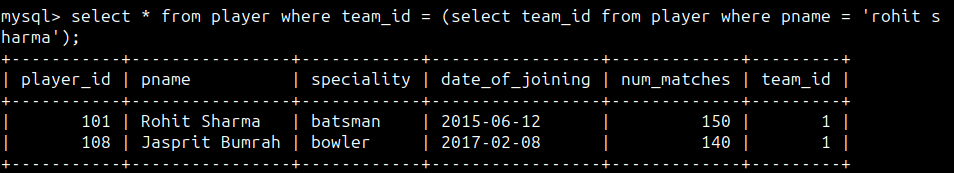 mysql> select * from player where team_id = (select team_id from player where pname = 'rohit s
harma');
+-----------+----------------+------------+-----------------+-------------+---------+
| player_id | pname          | speciality | date_of_joining | num_matches | team_id |
+-----------+----------------+------------+-----------------+-------------+---------+
|       101 | Rohit Sharma   | batsman    | 2015-06-12      |         150 |       1 |
|       108 | Jasprit Bumrah | bowler     | 2017-02-08      |         140 |       1 |
+-----------+----------------+------------+-----------------+-------------+---------+